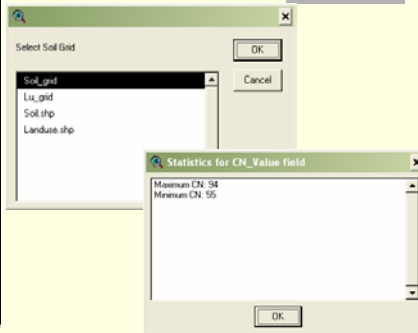 Select Soil Grid
OK
Soil_grid
Cancel
Lu_grid
Soil.shp
Landuse.shp
Statistics for CN_Value field
Maximum CN: 94
Minimum CN: 55
OK